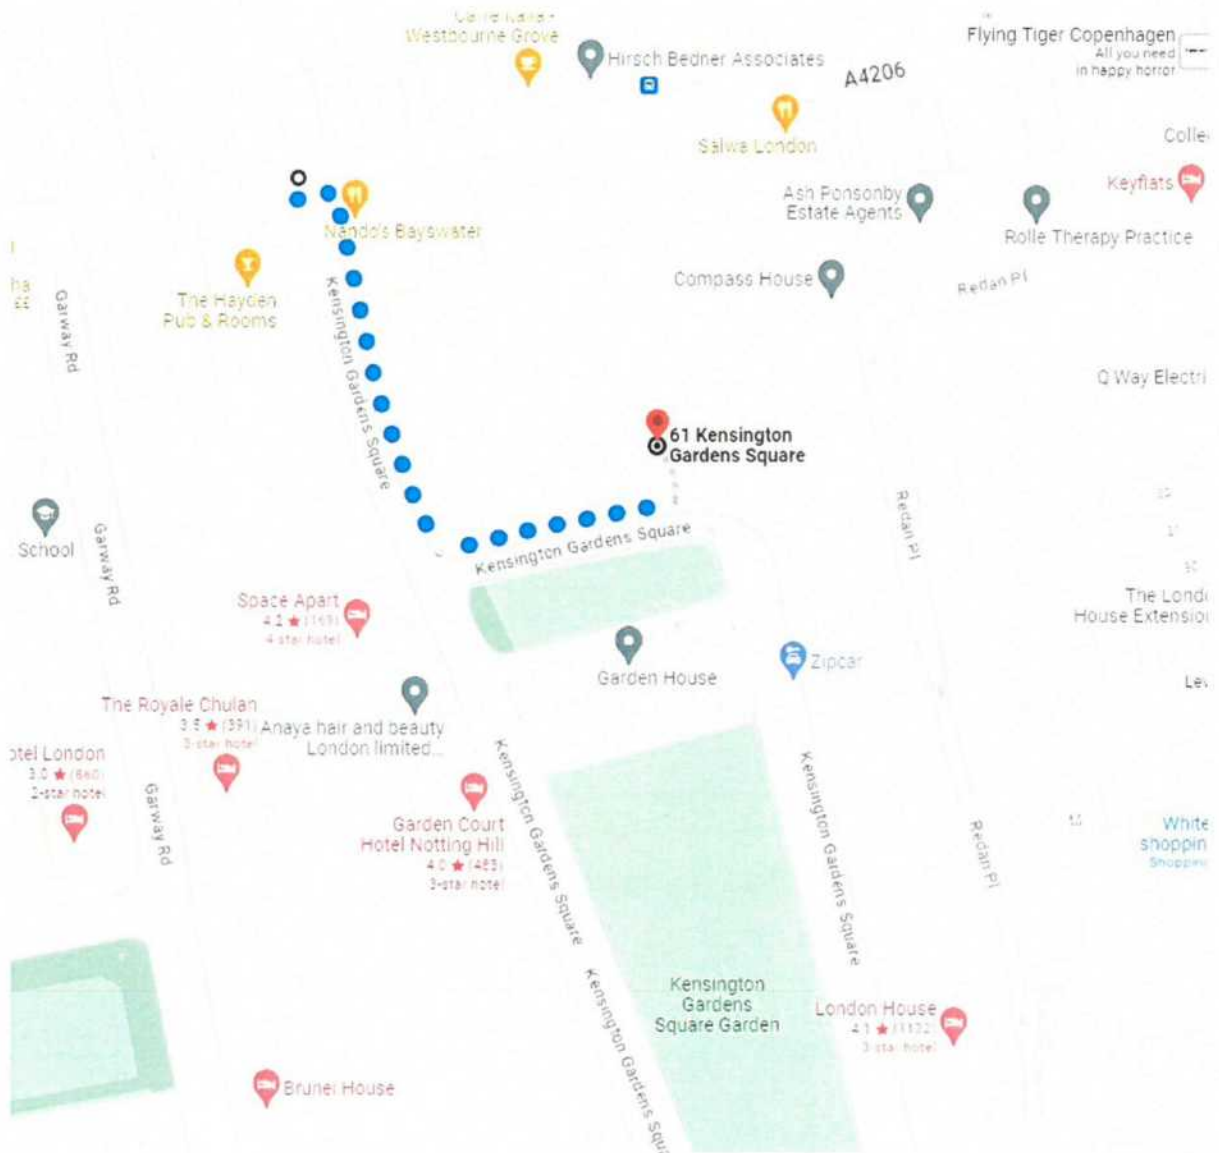 Westbourne Grove
Hirsch Bedner Associates
A4206
Flying Tiger Copenhagen
All you need
in happy horror
Salwa London
Keyflats
Ash Ponsonby
Estate Agents
Rolle Therapy Practice
Nando's Bayswater
Compass House
Redan Pl
The Hayden
Pub & Rooms
Garway Rd
Kensington Gardens Square
Q Way Electri
61 Kensington
Gardens Square
School
Garway Rd
Kensington Gardens Square
Redan Pl
Space Apart
4-star hotel
The Londo
House Extension
Garden House
Zipcar
The Royale Chulan
3-star hotel
Anaya hair and beauty
London limited...
otel London
2-star hotel
Garway Rd
Garden Court
Hotel Notting Hill
3-star hotel
Kensington Gardens Square
Kensington Gardens Square
Redan Pl
White
shoppin
Kensington
Gardens
Square Garden
London House
3-star hotel
Kensington Gardens Squa
Brunei House